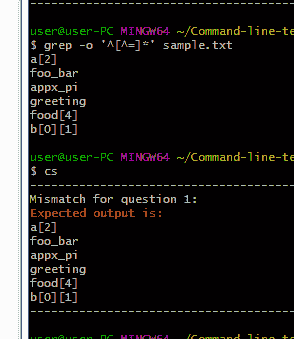 --------------------------------
user@user-PC MINGW64 ~/Command-line-te
$ grep -o '^[^=]*' sample.txt
a[2]
foo_bar
appx_pi
greeting
food[4]
b[0][1]
user@user-PC MINGW64 ~/Command-line-te
$ cs
--------------------------------
Mismatch for question 1:
Expected output is:
a[2]
foo_bar
appx_pi
greeting
food[4]
b[0][1]
--------------------------------
user@user-PC MINGW64 ~/Command-line-te